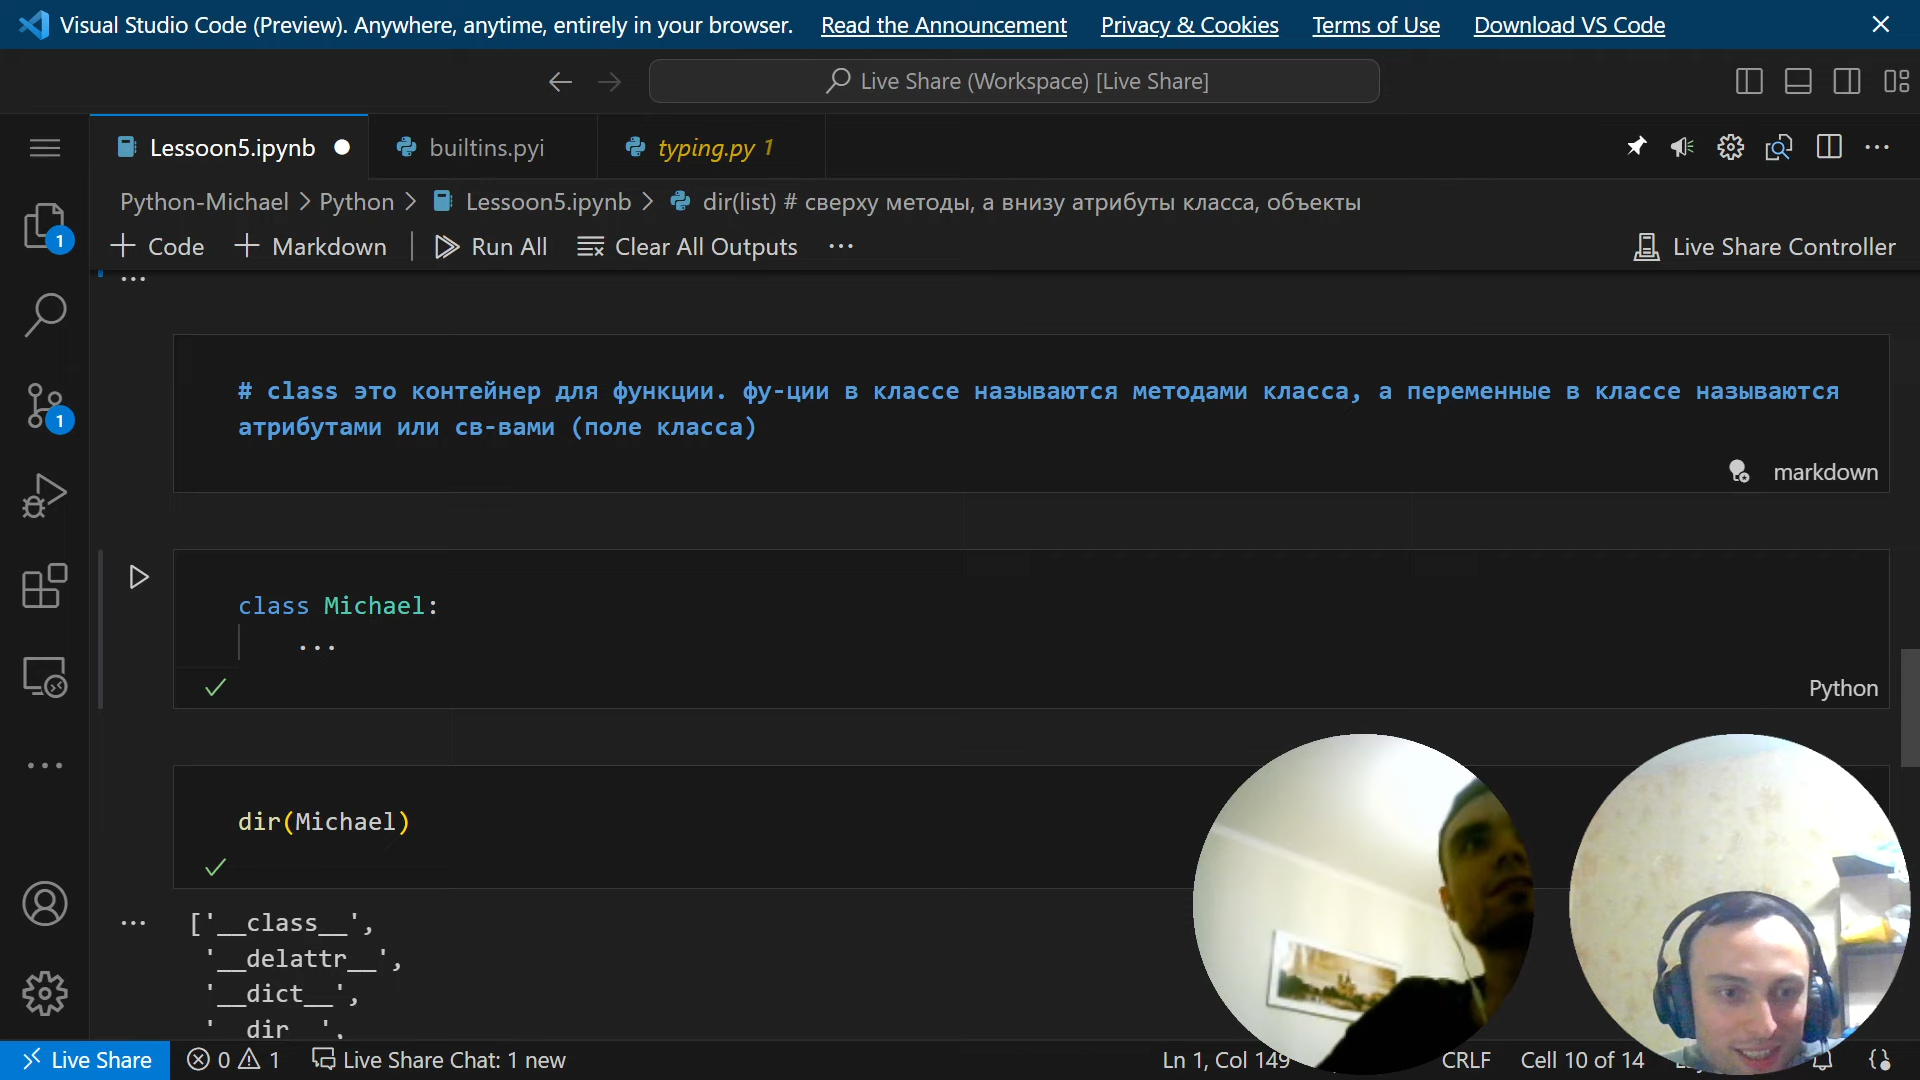 Visual Studio Code (Preview). Anywhere, anytime, entirely in your browser. Read the Announcement Privacy & Cookies Terms of Use Download VS Code
Live Share (Workspace) [Live Share]
Lessoon5.ipynb builtins.pyi typing.py 1
Python-Michael > Python > Lessoon5.ipynb > dir(list) # сверху методы, а внизу атрибуты класса, объекты
+ Code + Markdown Run All Clear All Outputs ... Live Share Controller
...
# class это контейнер для функции. фу-ции в классе называются методами класса, а переменные в классе называются
атрибутами или св-вами (поле класса)
markdown
class Michael:
...
Python
dir(Michael)
... ['__class__',
'__delattr__',
'__dict__',
'__dir__',
1
1
Live Share 0 1 Live Share Chat: 1 new Ln 1, Col 149 CRLF Cell 10 of 14